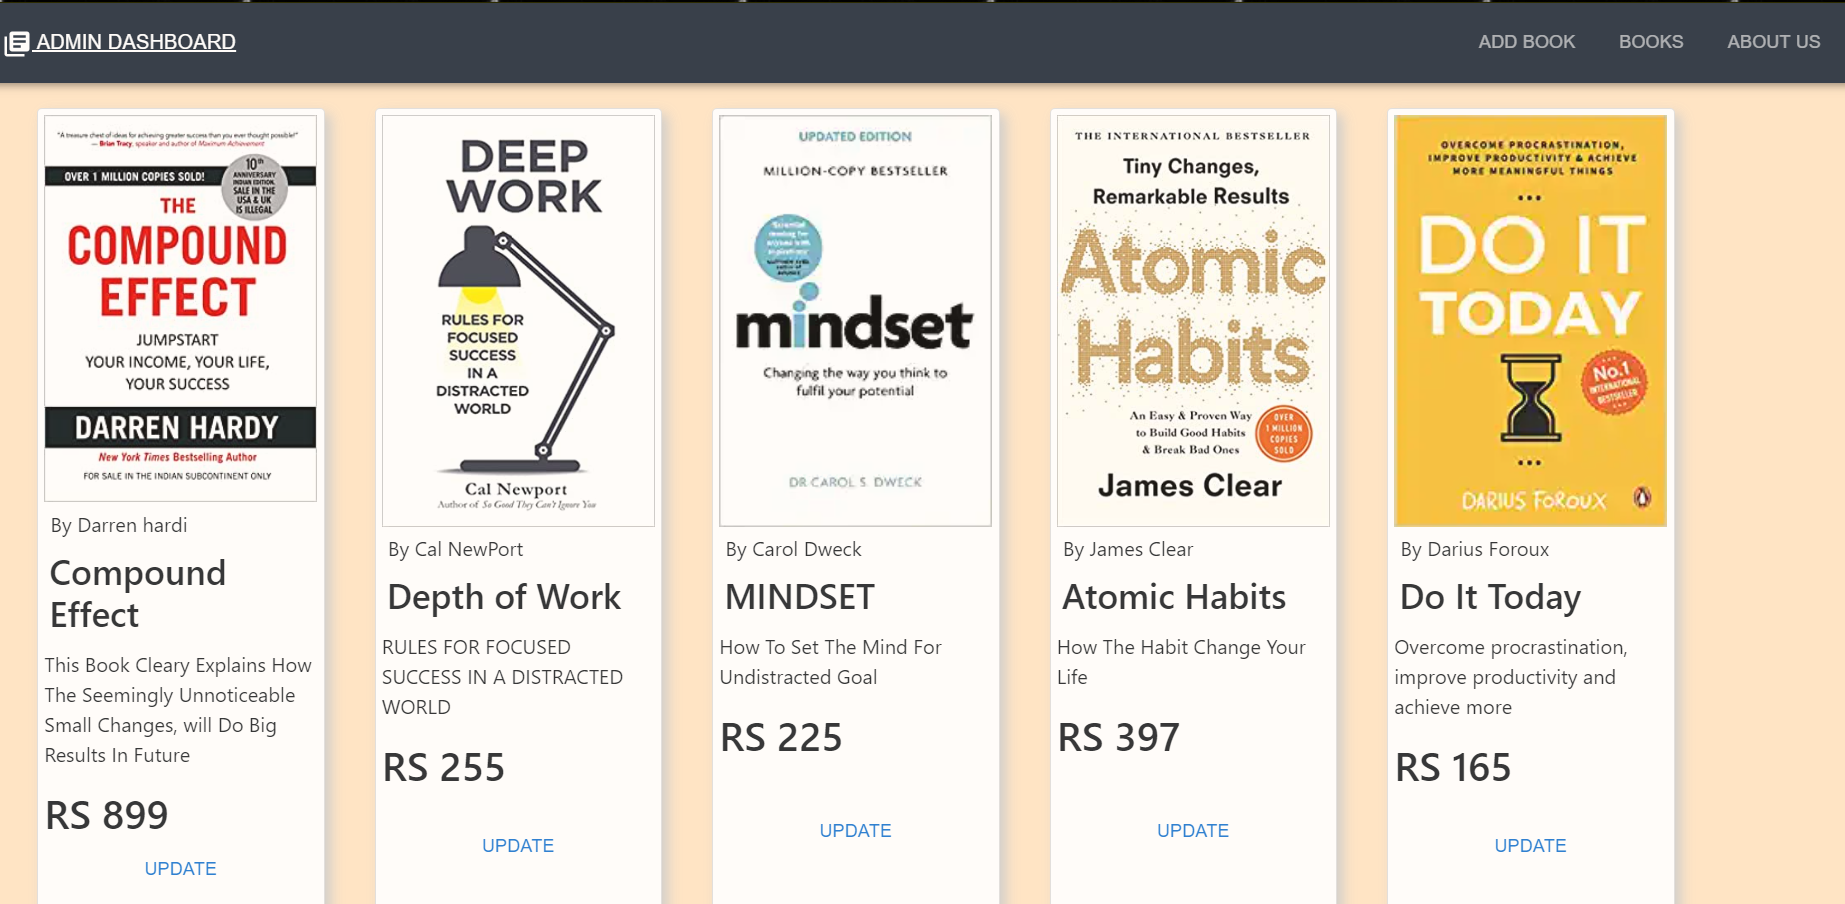 ADMIN DASHBOARD
ADD BOOK
BOOKS
ABOUT US
"A treasure chest of ideas for achieving greater success than you ever thought possible!"
— Brian Tracy, speaker and author of Maximum Achievement
OVER 1 MILLION COPIES SOLD!
10th
ANNIVERSARY
INDIAN EDITION.
SALE IN THE
USA & UK
IS ILLEGAL
THE
COMPOUND
EFFECT
JUMPSTART
YOUR INCOME, YOUR LIFE,
YOUR SUCCESS
DARREN HARDY
New York Times Bestselling Author
FOR SALE IN THE INDIAN SUBCONTINENT ONLY
By Darren hardi
Compound
Effect
This Book Cleary Explains How
The Seemingly Unnoticeable
Small Changes, will Do Big
Results In Future
RS 899
UPDATE
DEEP
WORK
RULES FOR
FOCUSED
SUCCESS
IN A
DISTRACTED
WORLD
Cal Newport
Author of So Good They Can't Ignore You
By Cal NewPort
Depth of Work
RULES FOR FOCUSED
SUCCESS IN A DISTRACTED
WORLD
RS 255
UPDATE
UPDATED EDITION
MILLION-COPY BESTSELLER
mindset
Changing the way you think to
fulfil your potential
DR CAROL S. DWECK
By Carol Dweck
MINDSET
How To Set The Mind For
Undistracted Goal
RS 225
UPDATE
THE INTERNATIONAL BESTSELLER
Tiny Changes,
Remarkable Results
Atomic
Habits
An Easy & Proven Way
to Build Good Habits
& Break Bad Ones
OVER
1 MILLION
COPIES
SOLD
James Clear
By James Clear
Atomic Habits
How The Habit Change Your
Life
RS 397
UPDATE
OVERCOME PROCRASTINATION,
IMPROVE PRODUCTIVITY & ACHIEVE
MORE MEANINGFUL THINGS
DO IT
TODAY
No.1
INTERNATIONAL
BESTSELLER
DARIUS FOROUX
By Darius Foroux
Do It Today
Overcome procrastination,
improve productivity and
achieve more
RS 165
UPDATE